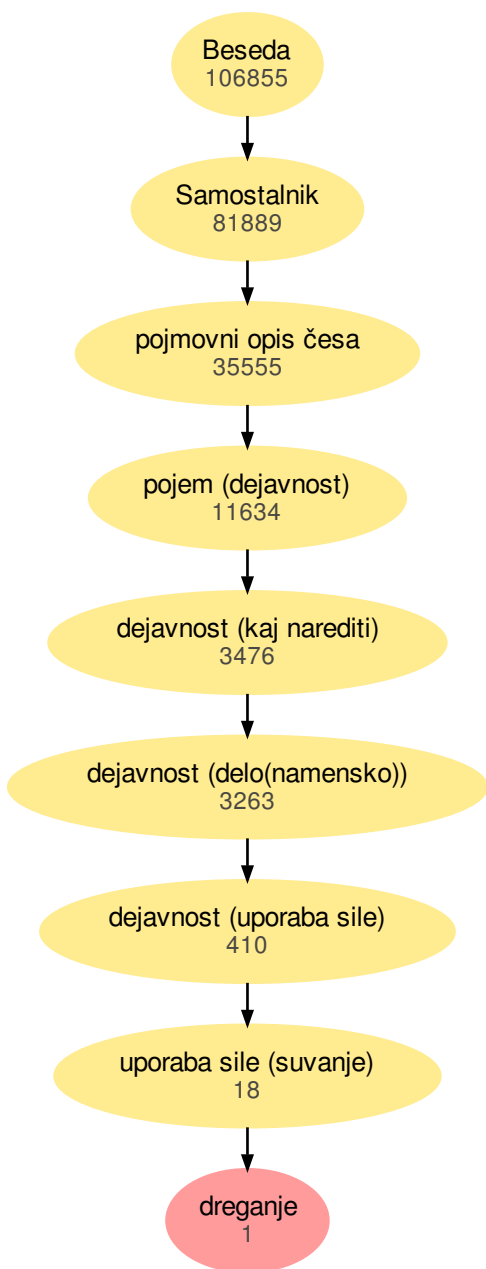 Beseda
106855
Samostalnik
81889
pojmovni opis česa
35555
pojem (dejavnost)
11634
dejavnost (kaj narediti)
3476
dejavnost (delo(namensko))
3263
dejavnost (uporaba sile)
410
uporaba sile (suvanje)
18
dreganje
1